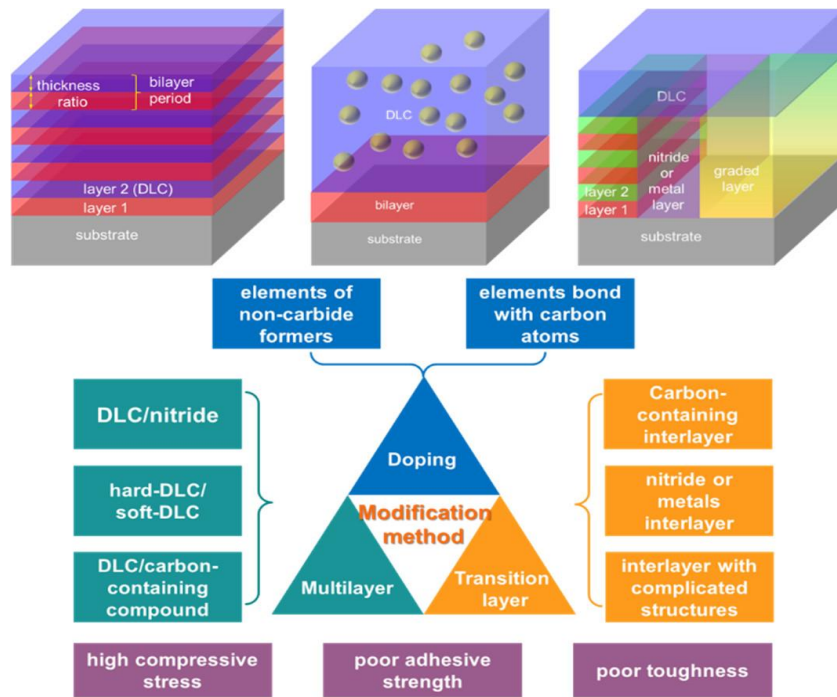 thickness
ratio
bilayer
period
layer 2 (DLC)
layer 1
substrate
DLC
bilayer
substrate
DLC
nitride
or
metal
layer
graded
layer
layer 2
layer 1
substrate
elements of
non-carbide
formers
elements bond
with carbon
atoms
DLC/nitride
hard-DLC/
soft-DLC
DLC/carbon-
containing
compound
Doping
Modification
method
Multilayer
Transition
layer
Carbon-
containing
interlayer
nitride or
metals
interlayer
interlayer with
complicated
structures
high compressive
stress
poor adhesive
strength
poor toughness